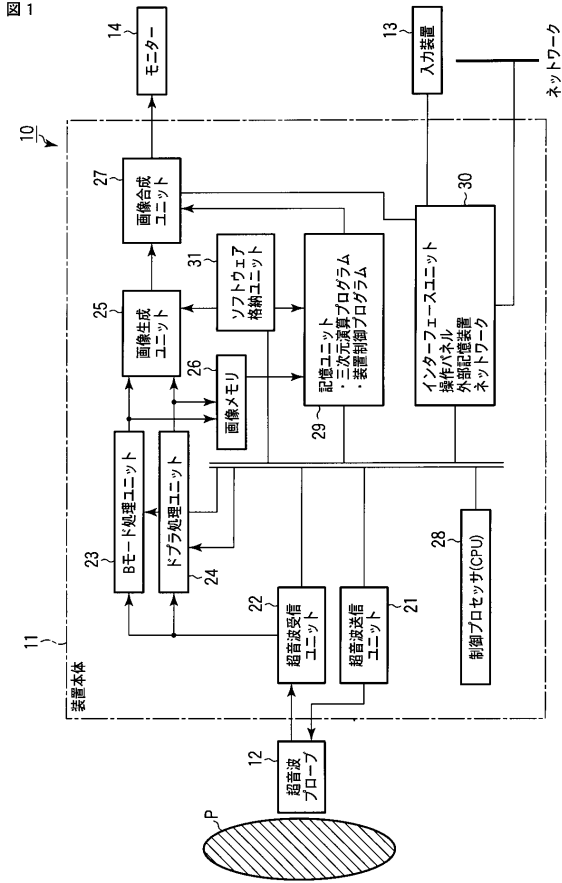 図 1
10
11
装置本体
P
12
超音波
プローブ
22
超音波受信
ユニット
21
超音波送信
ユニット
23
Bモード処理ユニット
24
ドプラ処理ユニット
25
画像生成
ユニット
26
画像メモリ
27
画像合成
ユニット
14
モニター
31
ソフトウェア
格納ユニット
29
記憶ユニット
・三次元演算プログラム
・装置制御プログラム
28
制御プロセッサ(CPU)
30
インターフェースユニット
操作パネル
外部記憶装置
ネットワーク
13
入力装置
ネットワーク